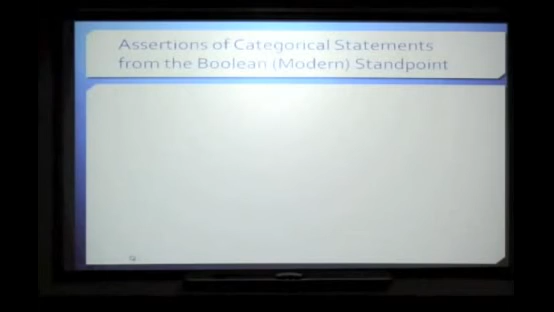 Assertions of Categorical Statements
from the Boolean (Modern) Standpoint